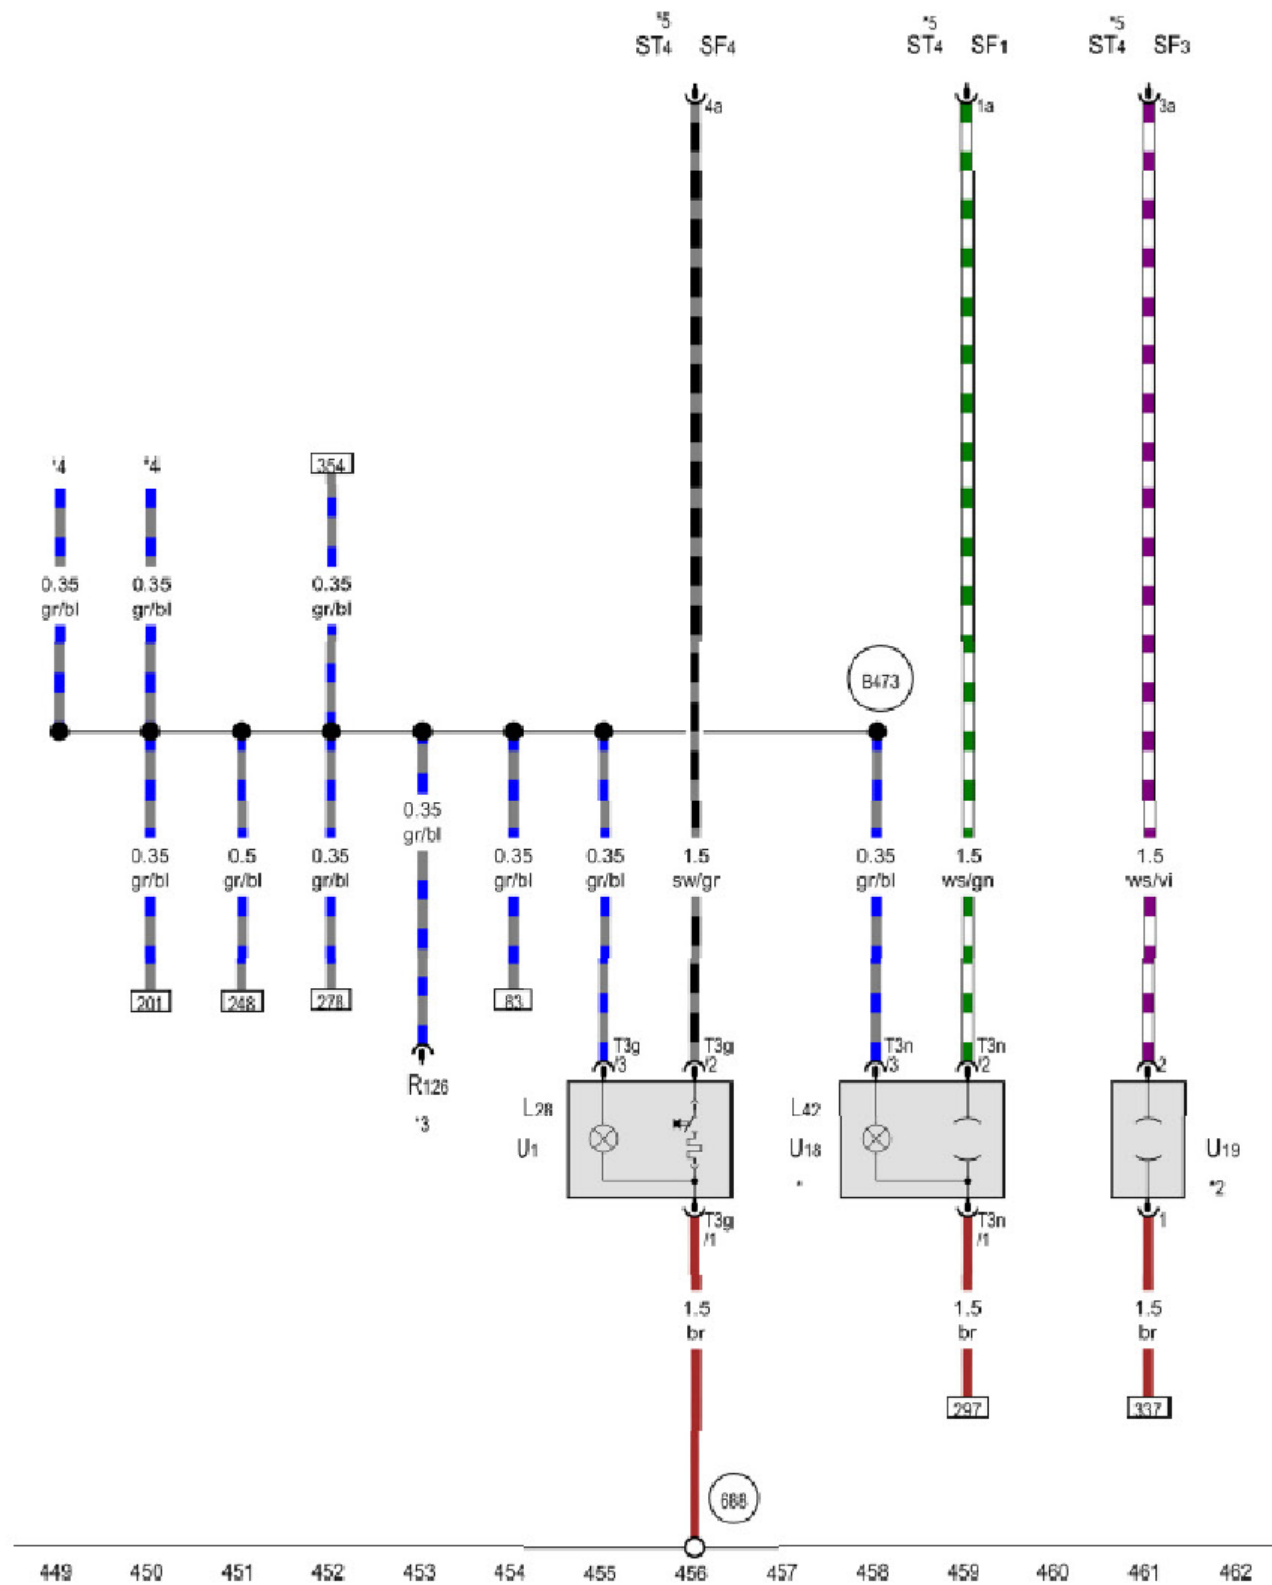 *5 *5 *5
ST4 SF4 ST4 SF1 ST4 SF3
4a 1a 3a
*4 *4 354
0.35 0.35 0.35
gr/bl gr/bl gr/bl
B473
0.35
gr/bl
0.35 0.5 0.35 0.35 0.35 1.5 0.35 1.5 1.5
gr/bl gr/bl gr/bl gr/bl gr/bl sw/gr gr/bl ws/gn ws/vi
201 248 278 83
T3g T3g T3n T3n
/3 /2 /3 /2 2
R126
*3
L28 L42
U1 U18 U19
* *2
T3g T3n 1
/1 /1
1.5 1.5 1.5
br br br
297 337
688
449 450 451 452 453 454 455 456 457 458 459 460 461 462